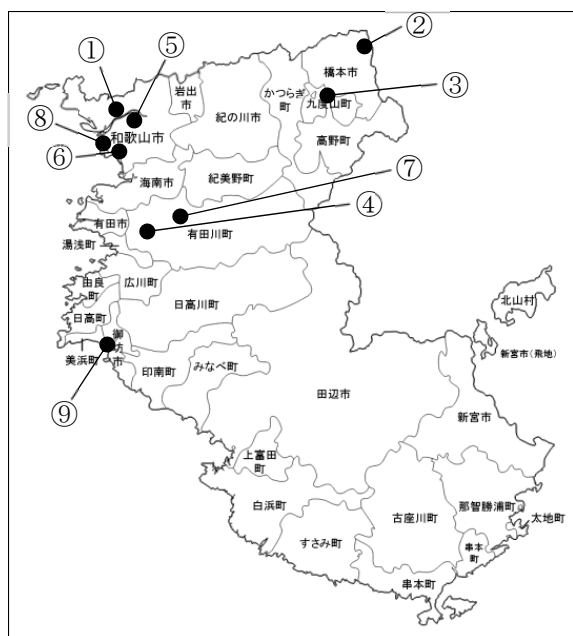 ②
①
⑤
橋本市
岩出
市
かつらぎ
町
③
九度山町
紀の川市
⑧
和歌山市
高野町
⑥
海南市
紀美野町
⑦
④
有田市
有田川町
湯浅町
由良
町
広川町
日高川町
北山村
日高町
御
坊
市
新宮市(飛地)
美浜町
印南町
みなべ町
⑨
田辺市
新宮市
上富田
町
白浜町
古座川町
那智勝浦町
太地町
すさみ町
串本
町
串本町